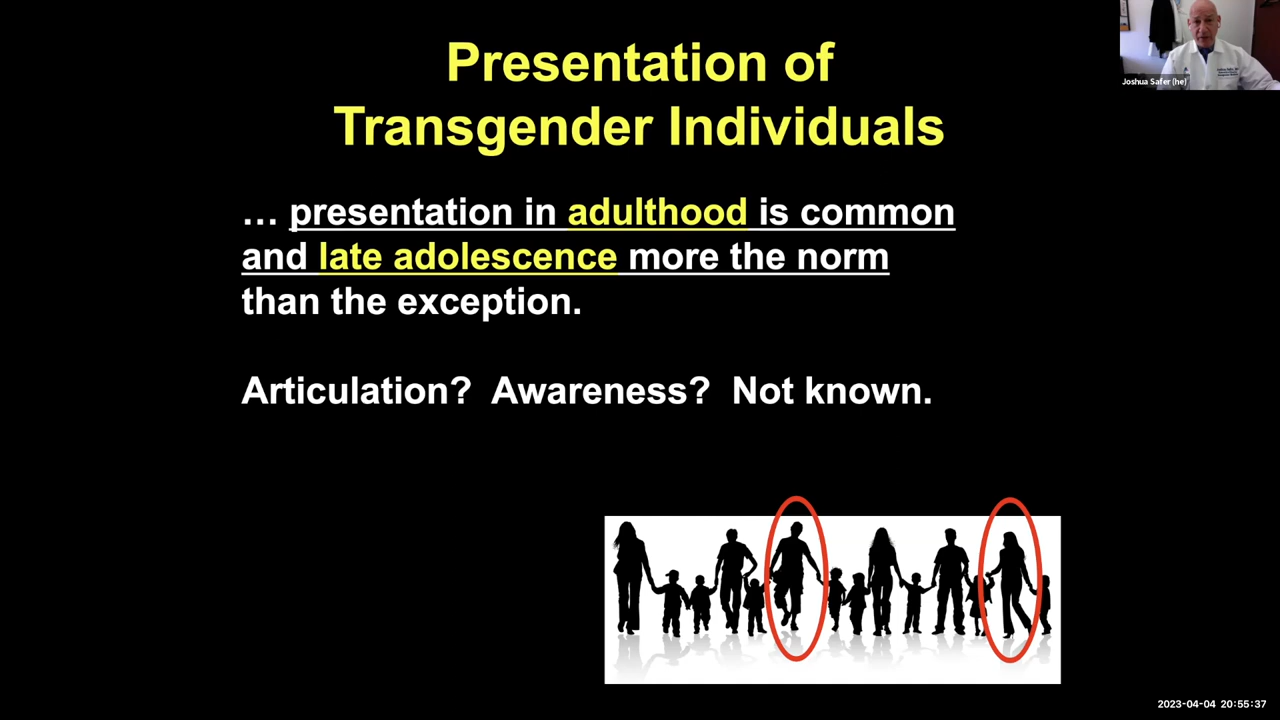 Presentation of
Transgender Individuals
… presentation in adulthood is common
and late adolescence more the norm
than the exception.
Articulation?  Awareness?  Not known.
Joshua Safer (he)
2023-04-04 20:55:37